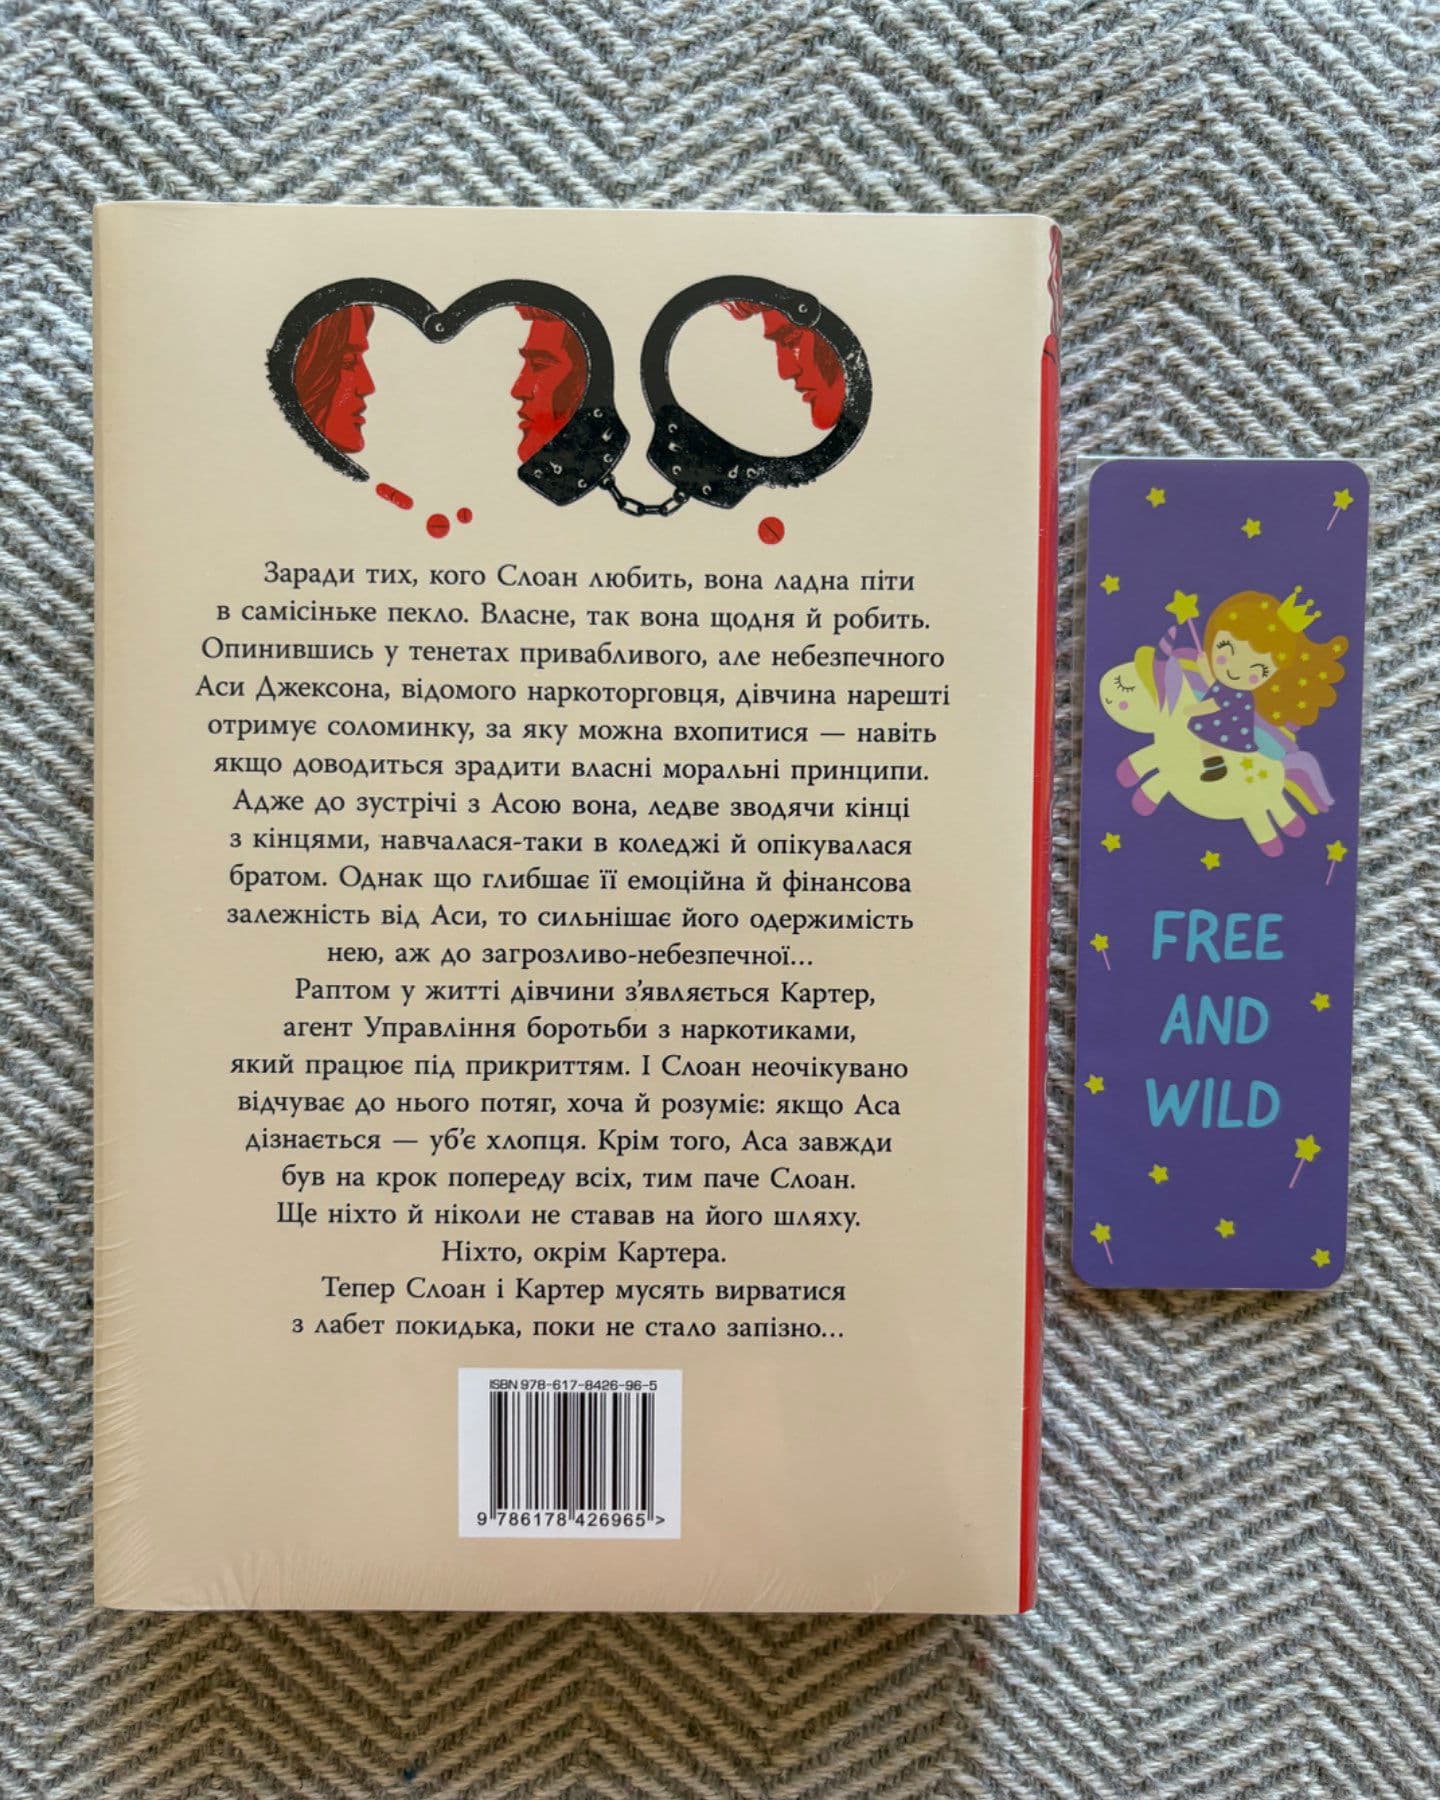 Заради тих, кого Слоан любить, вона ладна піти
в самісіньке пекло. Власне, так вона щодня й робить.
Опинившись у тенетах привабливого, але небезпечного
Аси Джексона, відомого наркоторговця, дівчина нарешті
отримує соломинку, за яку можна вхопитися — навіть
якщо доводиться зрадити власні моральні принципи.
Адже до зустрічі з Асою вона, ледве зводячи кінці
з кінцями, навчалася-таки в коледжі й опікувалася
братом. Однак що глибшає її емоційна й фінансова
залежність від Аси, то сильнішає його одержимість
нею, аж до загрозливо-небезпечної...
Раптом у житті дівчини з’являється Картер,
агент Управління боротьби з наркотиками,
який працює під прикриттям. І Слоан неочікувано
відчуває до нього потяг, хоча й розуміє: якщо Аса
дізнається — уб’є хлопця. Крім того, Аса завжди
був на крок попереду всіх, тим паче Слоан.
Ще ніхто й ніколи не ставав на його шляху.
Ніхто, окрім Картера.
Тепер Слоан і Картер мусять вирватися
з лабет покидька, поки не стало запізно...
ISBN 978-617-8426-96-5
9 786178 426965 >
FREE
AND
WILD